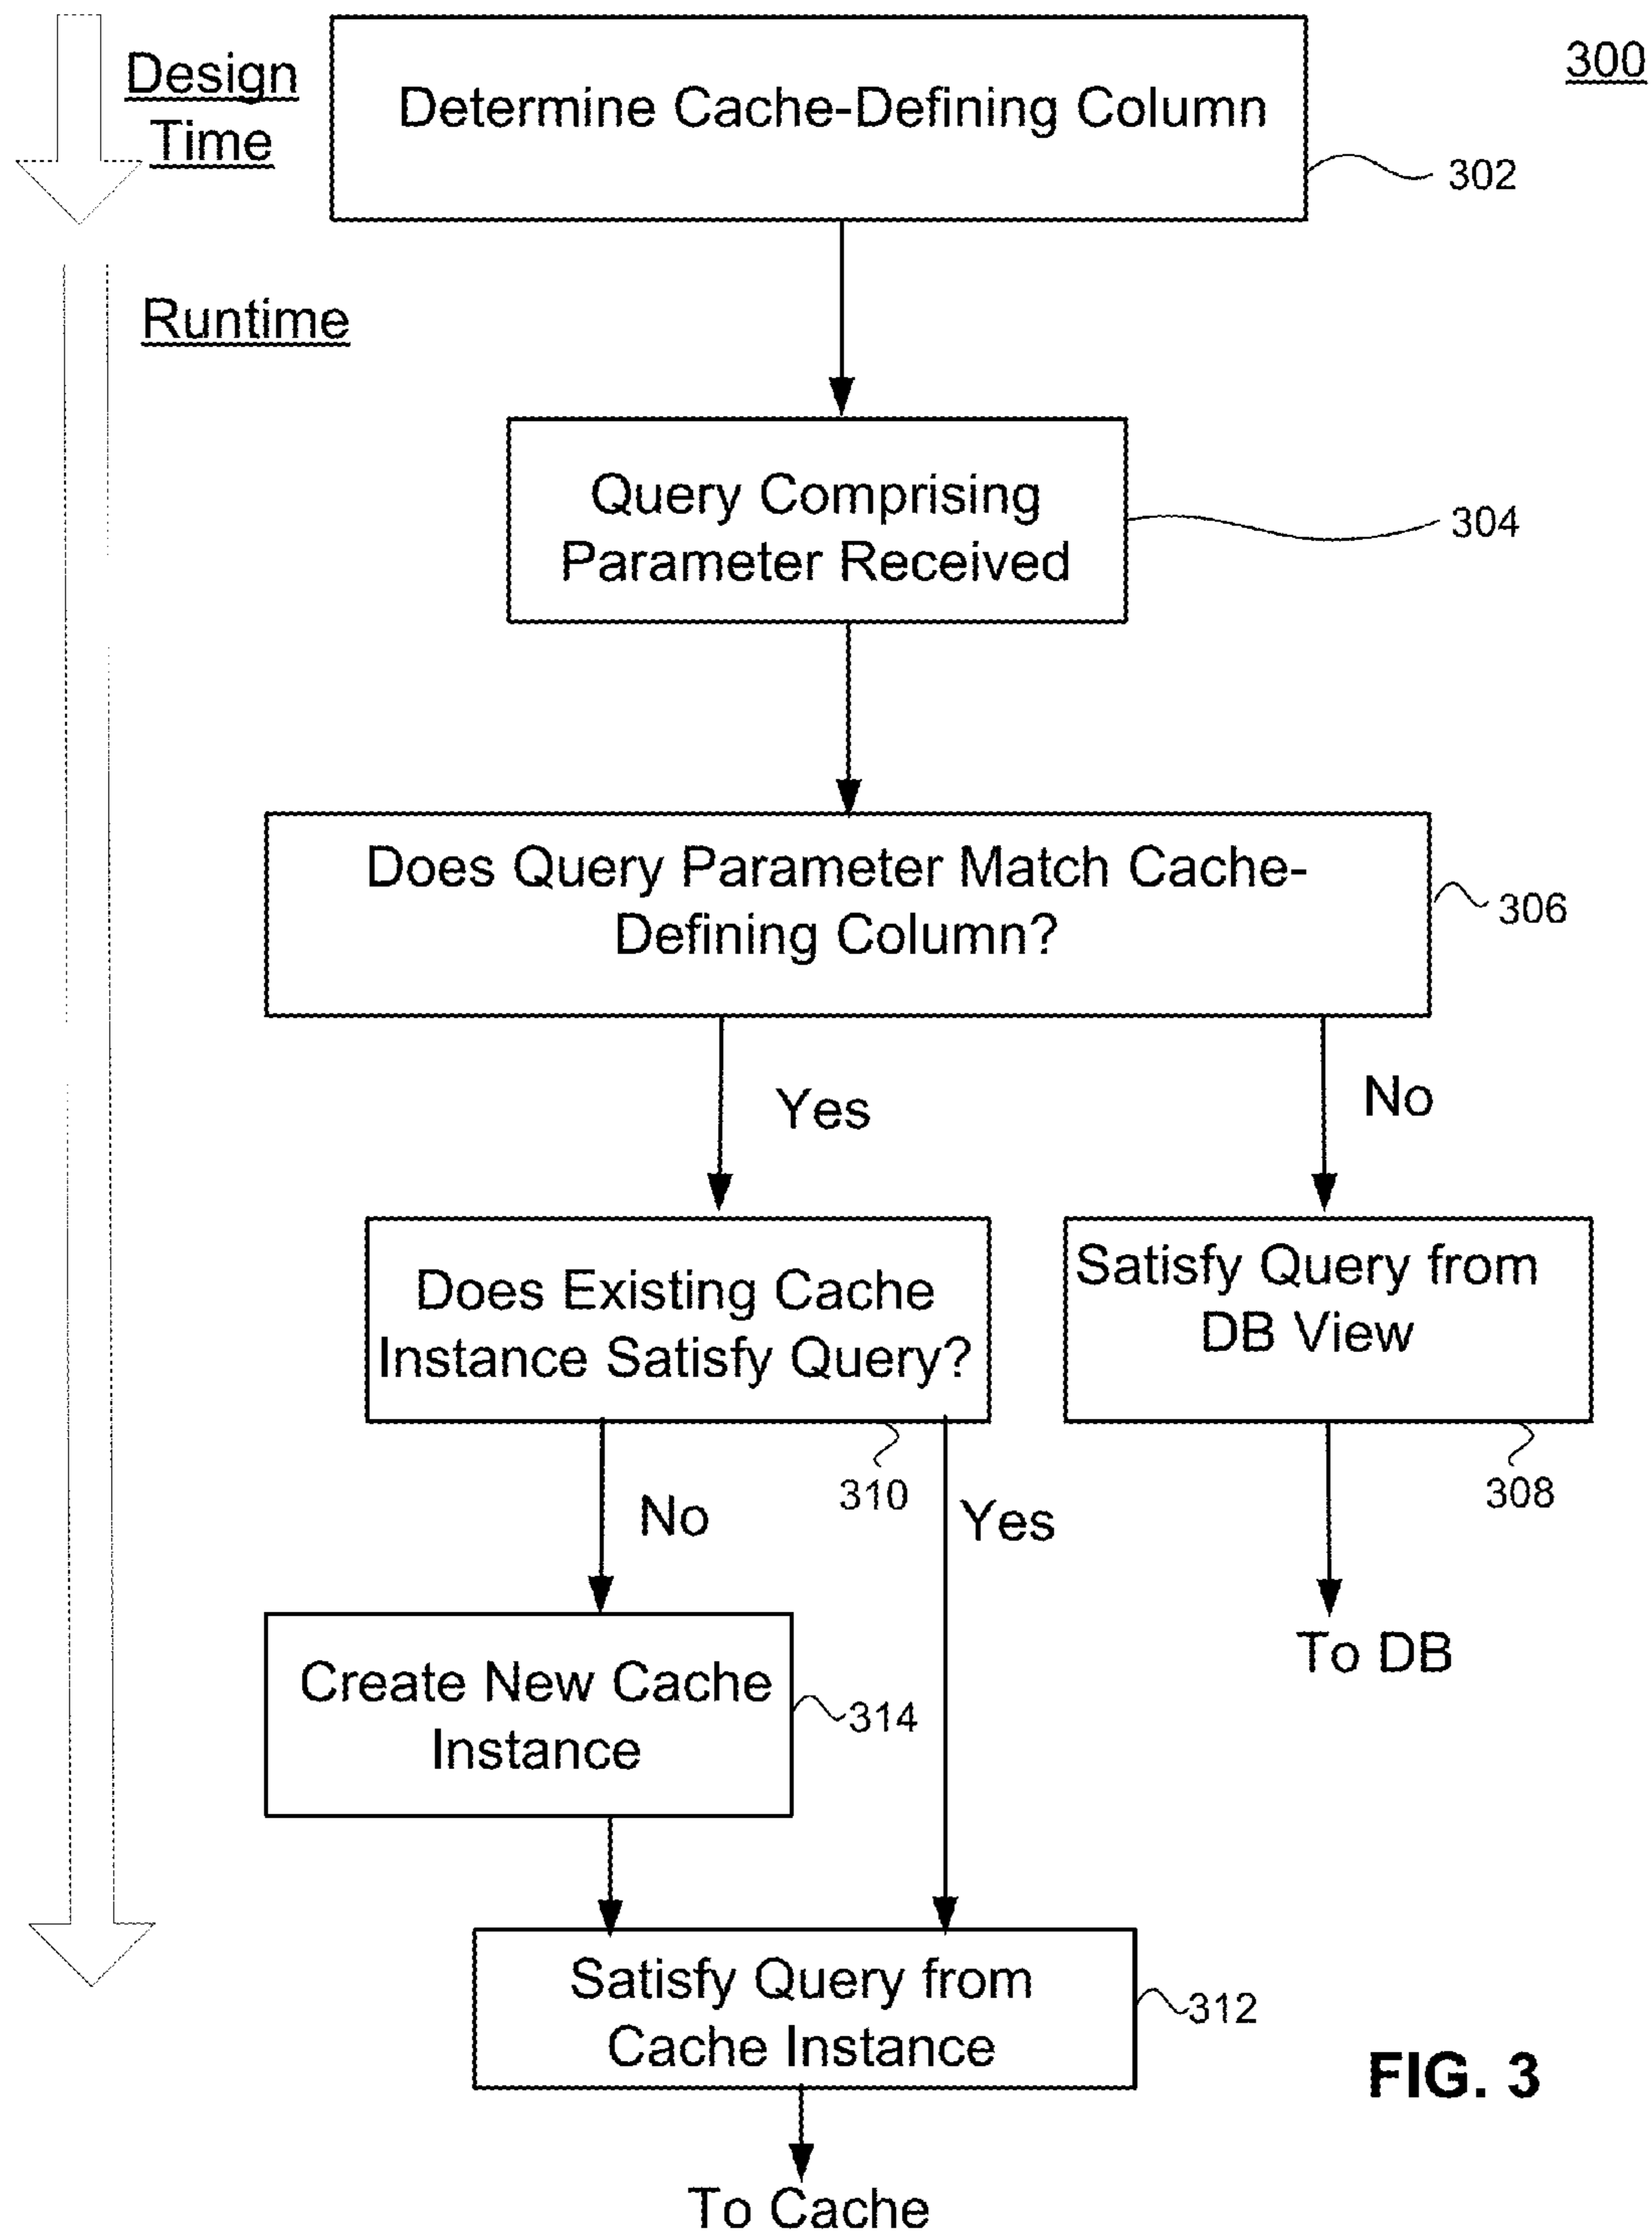 300
Design
Time
Determine Cache-Defining Column
302
Runtime
Query Comprising
Parameter Received
304
Does Query Parameter Match Cache-
Defining Column?
306
Yes
No
Does Existing Cache
Instance Satisfy Query?
310
Satisfy Query from
DB View
308
No
Yes
To DB
Create New Cache
Instance
314
Satisfy Query from
Cache Instance
312
FIG. 3
To Cache